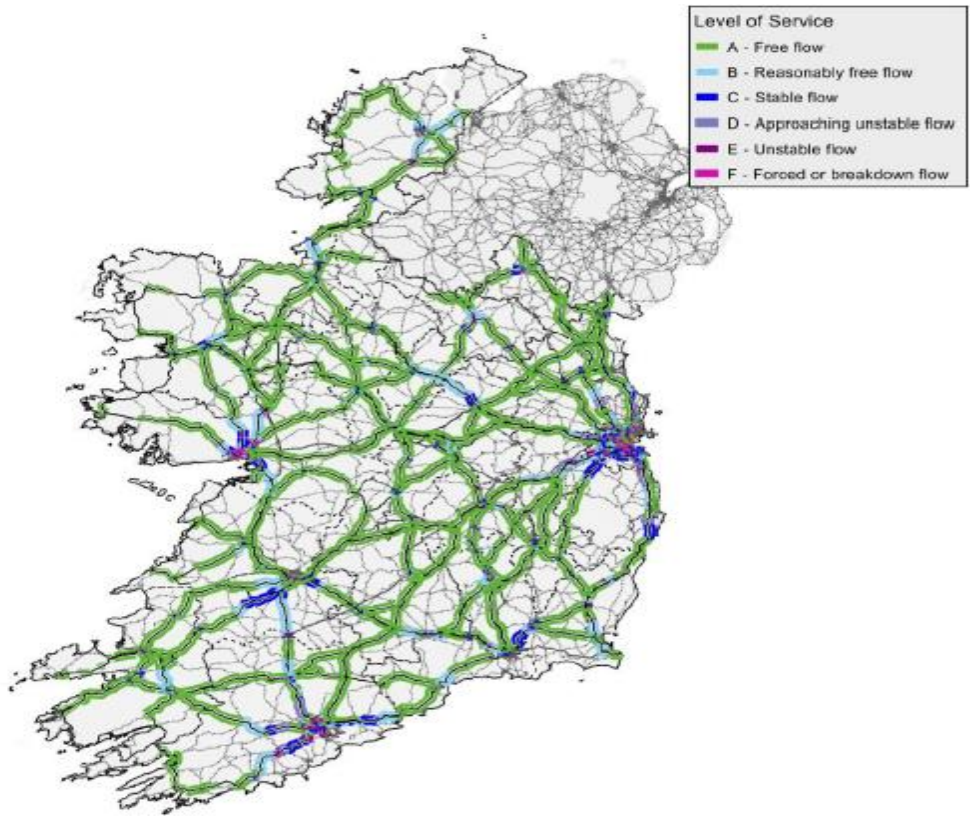 Level of Service
A - Free flow
B - Reasonably free flow
C - Stable flow
D - Approaching unstable flow
E - Unstable flow
F - Forced or breakdown flow